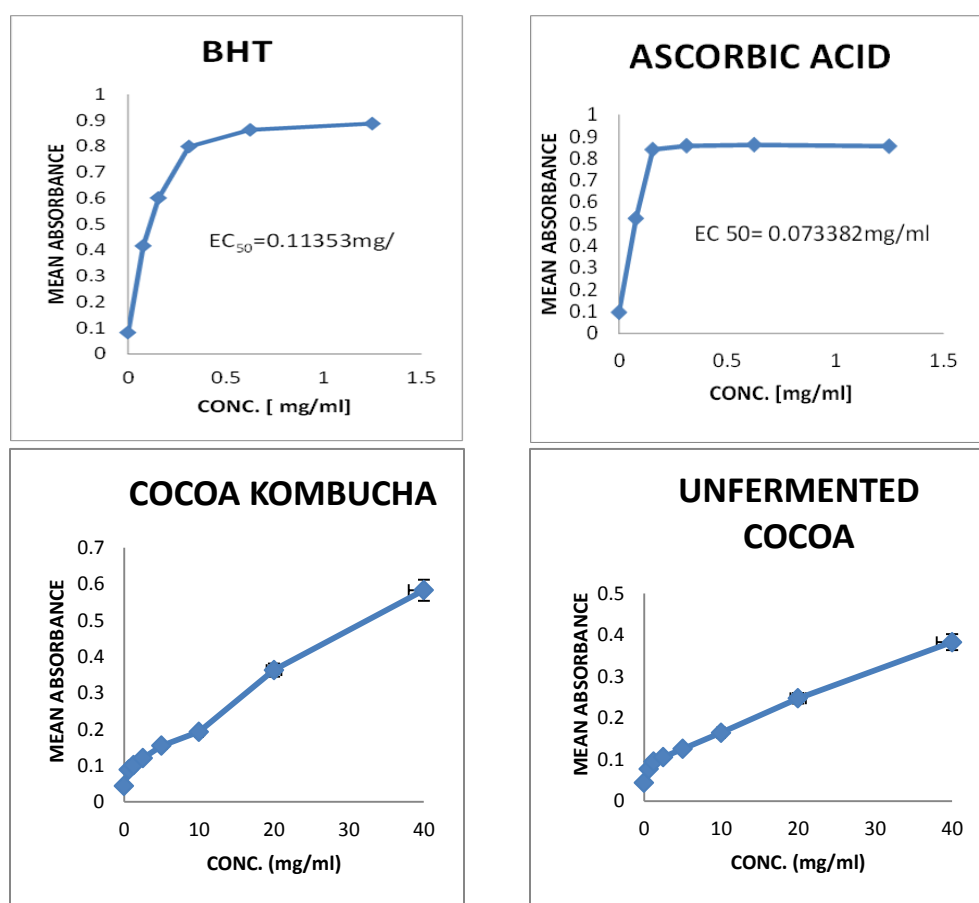 BHT
MEAN ABSORBANCE
1
0.9
0.8
0.7
0.6
0.5
0.4
0.3
0.2
0.1
0
EC50=0.11353mg/
0 0.5 1 1.5
CONC. [ mg/ml]
ASCORBIC ACID
MEAN ABSORBANCE
1
0.9
0.8
0.7
0.6
0.5
0.4
0.3
0.2
0.1
0
EC 50= 0.073382mg/ml
0 0.5 1 1.5
CONC. [mg/ml]
COCOA KOMBUCHA
MEAN ABSORBANCE
0.7
0.6
0.5
0.4
0.3
0.2
0.1
0
0 10 20 30 40
CONC. (mg/ml)
UNFERMENTED
COCOA
MEAN ABSORBANCE
0.5
0.4
0.3
0.2
0.1
0
0 10 20 30 40
CONC. (mg/ml)